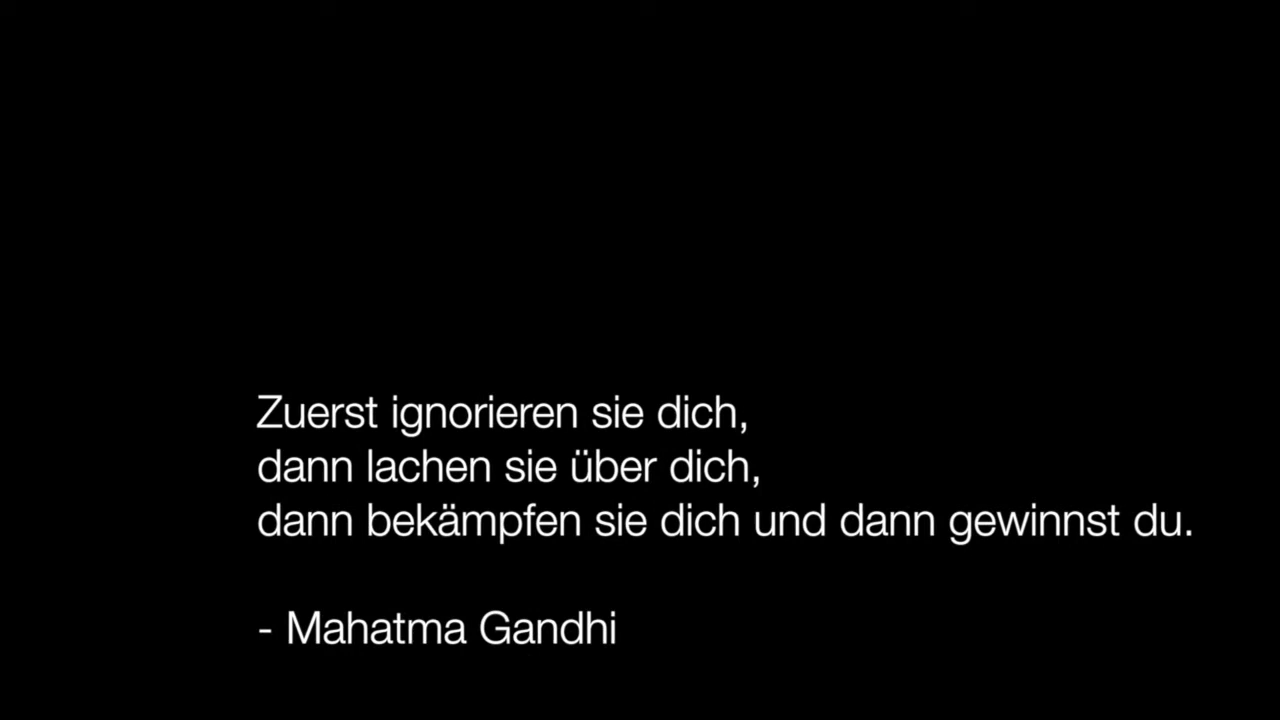 Zuerst ignorieren sie dich,
dann lachen sie über dich,
dann bekämpfen sie dich und dann gewinnst du.
- Mahatma Gandhi